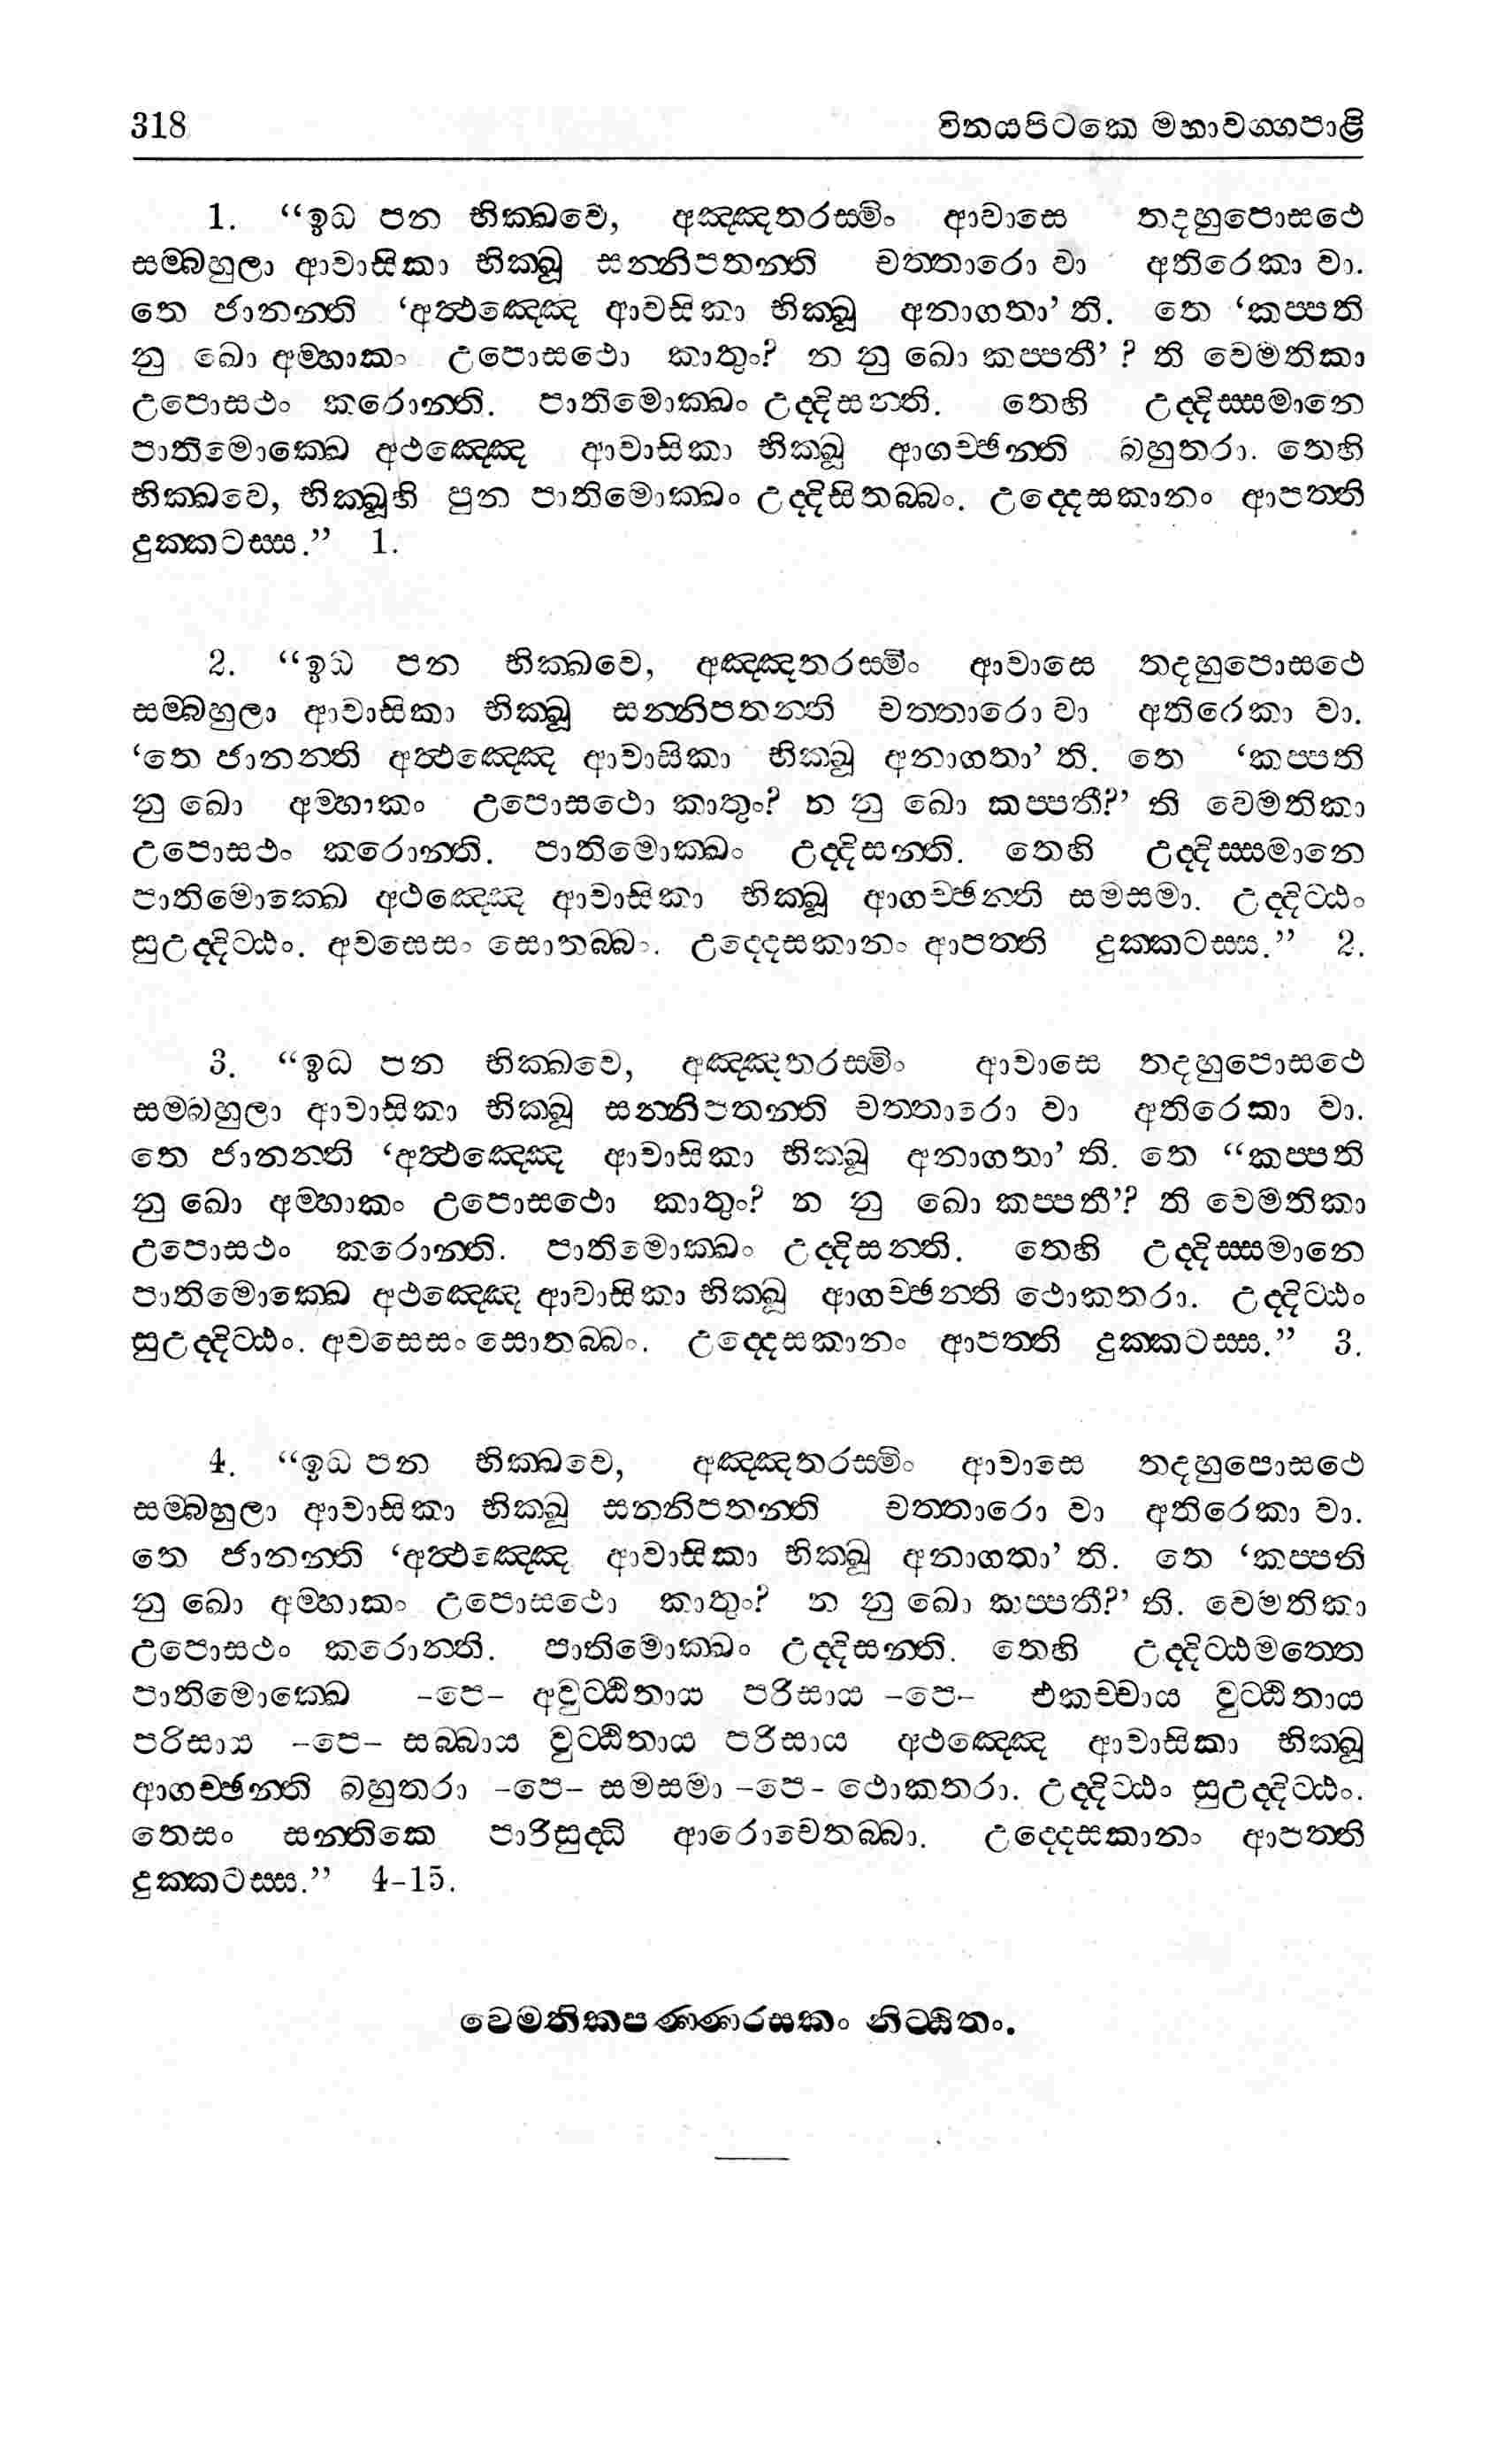 318 විනයපිටකෙ මහාවග්ගපාළි
1. “ඉධ පන භික්ඛවෙ, අඤ්ඤතරස්මිං ආවාසෙ තදහුපොසථෙ
සම්බහුලා ආවාසිකා භික්ඛූ සන්නිපතන්ති චත්තාරො වා අතිරෙකා වා.
තෙ ජානන්ති ‘අත්ථඤ්ඤෙ ආවසිකා භික්ඛූ අනාගතා’ ති. තෙ ‘කප්පති
නු ඛො අම්හාකං උපොසථො කාතුං? න නු ඛො කප්පතී’ ? ති වෙමතිකා
උපොසථං කරොන්ති. පාතිමොක්ඛං උද්දිසන්ති. තෙහි උද්දිස්සමානෙ
පාතිමොක්ඛෙ අථඤ්ඤෙ ආවාසිකා භික්ඛූ ආගච්ඡන්ති බහුතරා. තෙහි
භික්ඛවෙ, භික්ඛූහි පුන පාතිමොක්ඛං උද්දිසිතබ්බං. උද්දෙසකානං ආපත්ති
දුක්කටස්ස.” 1.
2. “ඉධ පන භික්ඛවෙ, අඤ්ඤතරස්මිං ආවාසෙ තදහුපොසථෙ
සම්බහුලා ආවාසිකා භික්ඛූ සන්නිපතන්ති චත්තාරො වා අතිරෙකා වා.
‘තෙ ජානන්ති අත්ථඤ්ඤෙ ආවාසිකා භික්ඛූ අනාගතා’ ති. තෙ ‘කප්පති
නු ඛො අම්හාකං උපොසථො කාතුං? න නු ඛො කප්පතී?’ ති වෙමතිකා
උපොසථං කරොන්ති. පාතිමොක්ඛං උද්දිසන්ති. තෙහි උද්දිස්සමානෙ
පාතිමොක්ඛෙ අථඤ්ඤෙ ආවාසිකා භික්ඛූ ආගච්ඡන්ති සමසමා. උද්දිට්ඨං
සුඋද්දිට්ඨං. අවසෙසං සොතබ්බං. උද්දෙසකානං ආපත්ති දුක්කටස්ස.” 2.
3. “ඉධ පන භික්ඛවෙ, අඤ්ඤතරස්මිං ආවාසෙ තදහුපොසථෙ
සම්බහුලා ආවාසිකා භික්ඛූ සන්නිපතන්ති චත්තාරො වා අතිරෙකා වා.
තෙ ජානන්ති ‘අත්ථඤ්ඤෙ ආවාසිකා භික්ඛූ අනාගතා’ ති. තෙ “කප්පති
නු ඛො අම්හාකං උපොසථො කාතුං? න නු ඛො කප්පතී’? ති වෙමතිකා
උපොසථං කරොන්ති. පාතිමොක්ඛං උද්දිසන්ති. තෙහි උද්දිස්සමානෙ
පාතිමොක්ඛෙ අථඤ්ඤෙ ආවාසිකා භික්ඛූ ආගච්ඡන්ති ථොකතරා. උද්දිට්ඨං
සුඋද්දිට්ඨං. අවසෙසං සොතබ්බං. උද්දෙසකානං ආපත්ති දුක්කටස්ස.” 3.
4. “ඉධ පන භික්ඛවෙ, අඤ්ඤතරස්මිං ආවාසෙ තදහුපොසථෙ
සම්බහුලා ආවාසිකා භික්ඛූ සන්නිපතන්ති චත්තාරො වා අතිරෙකා වා.
තෙ ජානන්ති ‘අත්ථඤ්ඤෙ ආවාසිකා භික්ඛූ අනාගතා’ ති. තෙ ‘කප්පති
නු ඛො අම්හාකං උපොසථො කාතුං? න නු ඛො කප්පතී?’ ති. වෙමතිකා
උපොසථං කරොන්ති. පාතිමොක්ඛං උද්දිසන්ති. තෙහි උද්දිට්ඨමත්තෙ
පාතිමොක්ඛෙ -පෙ- අවුට්ඨිතාය පරිසාය -පෙ- එකච්චාය වුට්ඨිතාය
පරිසාය -පෙ- සබ්බාය වුට්ඨිතාය පරිසාය අථඤ්ඤෙ ආවාසිකා භික්ඛූ
ආගච්ඡන්ති බහුතරා -පෙ- සමසමා -පෙ- ථොකතරා. උද්දිට්ඨං සුඋද්දිට්ඨං.
තෙසං සන්තිකෙ පාරිසුද්ධි ආරොචෙතබ්බා. උද්දෙසකානං ආපත්ති
දුක්කටස්ස.” 4-15.
වෙමතිකපණ්ණරසකං නිට්ඨිතං.